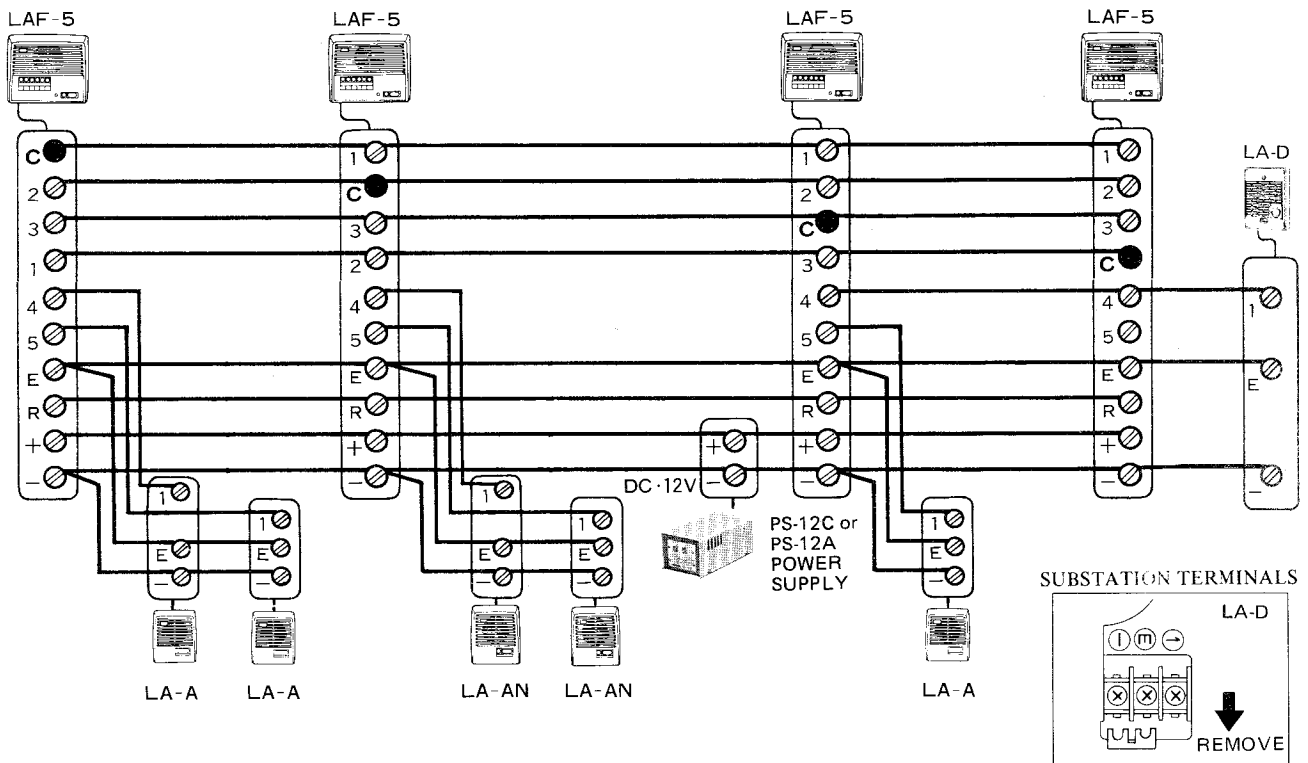 LAF-5 LAF-5 LAF-5 LAF-5
LA-D
C 1 1 1
2 C 2 2
3 3 C 3
1 2 3 C
4 4 4 4 1
5 5 5 5
E E E E E
R R R R
+ + + + +
- - - - - -
DC·12V
1 1 1 1 1
E E E E E
- - - - -
PS-12C or
PS-12A
POWER
SUPPLY
LA-A LA-A LA-AN LA-AN LA-A
SUBSTATION TERMINALS
LA-D
- E 1
REMOVE